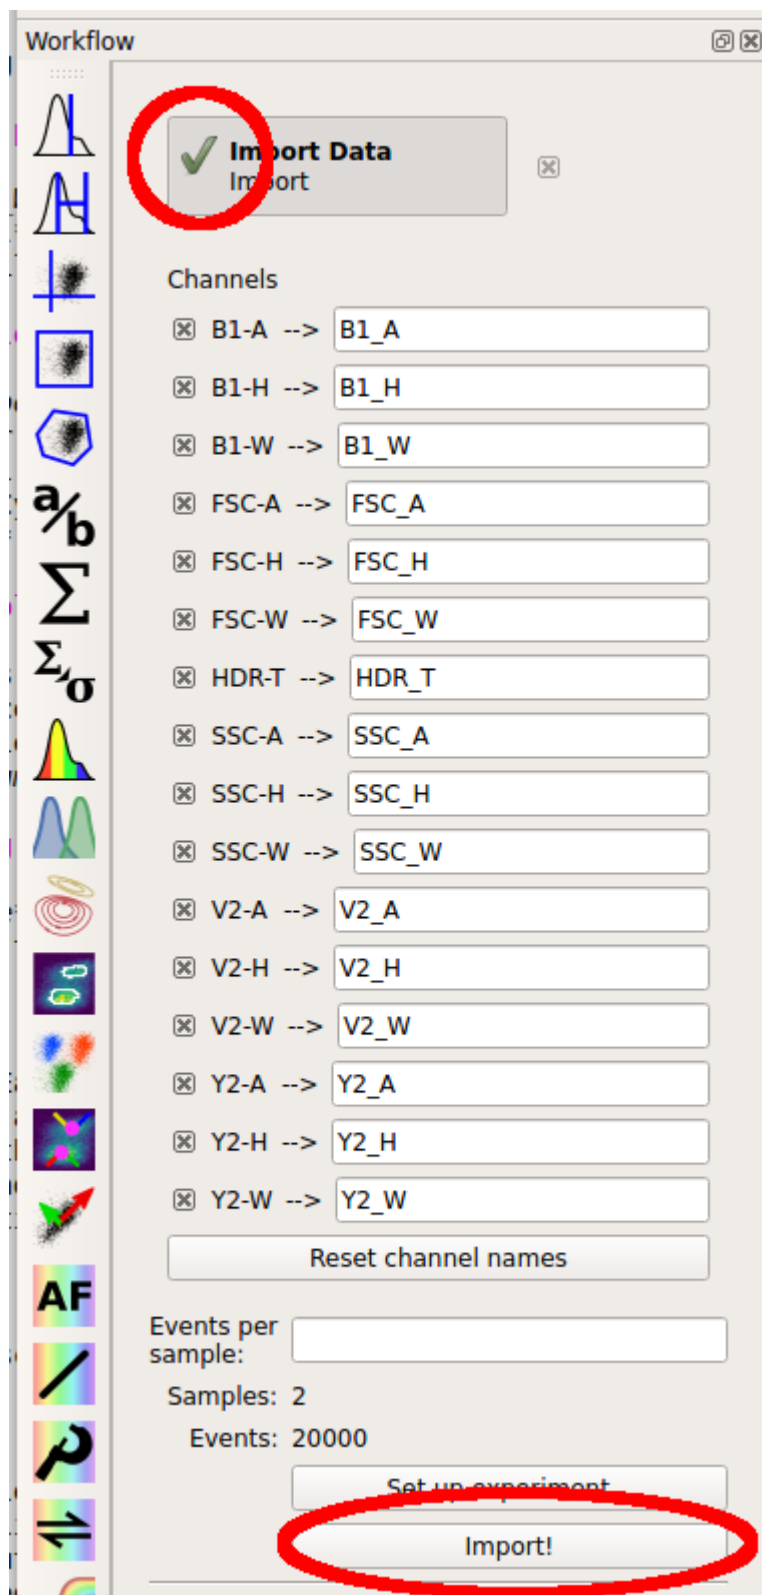 Workflow
Import Data
Import
Channels
B1-A --> B1_A
B1-H --> B1_H
B1-W --> B1_W
FSC-A --> FSC_A
FSC-H --> FSC_H
FSC-W --> FSC_W
HDR-T --> HDR_T
SSC-A --> SSC_A
SSC-H --> SSC_H
SSC-W --> SSC_W
V2-A --> V2_A
V2-H --> V2_H
V2-W --> V2_W
Y2-A --> Y2_A
Y2-H --> Y2_H
Y2-W --> Y2_W
Reset channel names
Events per
sample:
Samples: 2
Events: 20000
Set up experiment
Import!
a/b
Σ
Σ,σ
AF